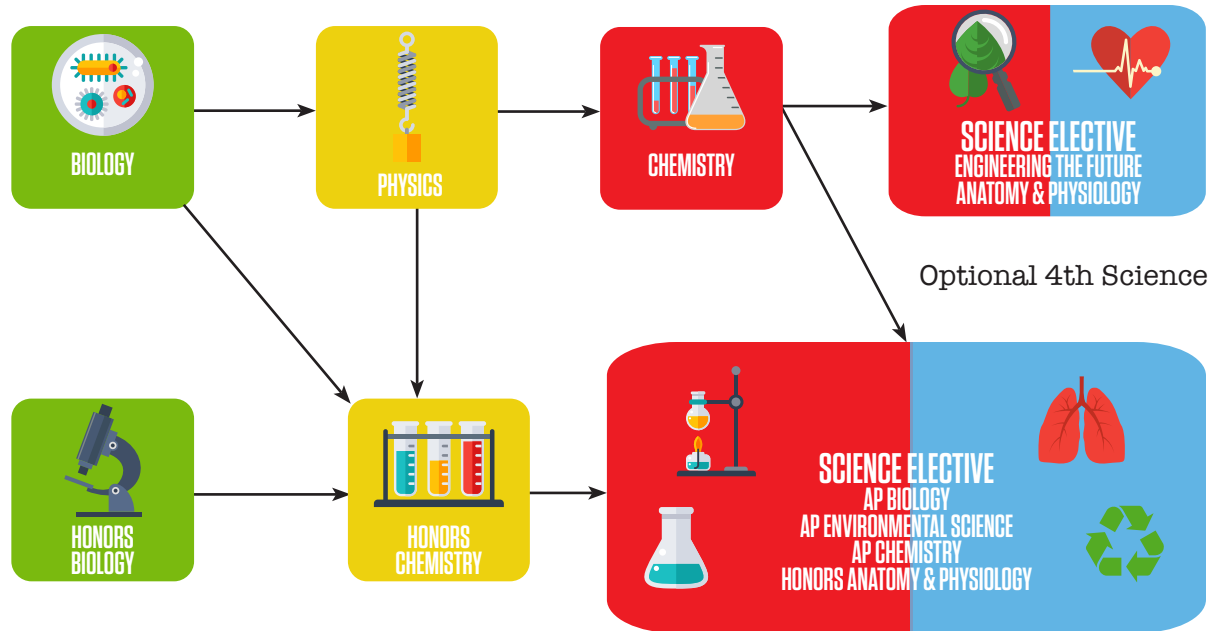 BIOLOGY
PHYSICS
CHEMISTRY
SCIENCE ELECTIVE
ENGINEERING THE FUTURE
ANATOMY & PHYSIOLOGY
Optional 4th Science
HONORS
BIOLOGY
HONORS
CHEMISTRY
SCIENCE ELECTIVE
AP BIOLOGY
AP ENVIRONMENTAL SCIENCE
AP CHEMISTRY
HONORS ANATOMY & PHYSIOLOGY